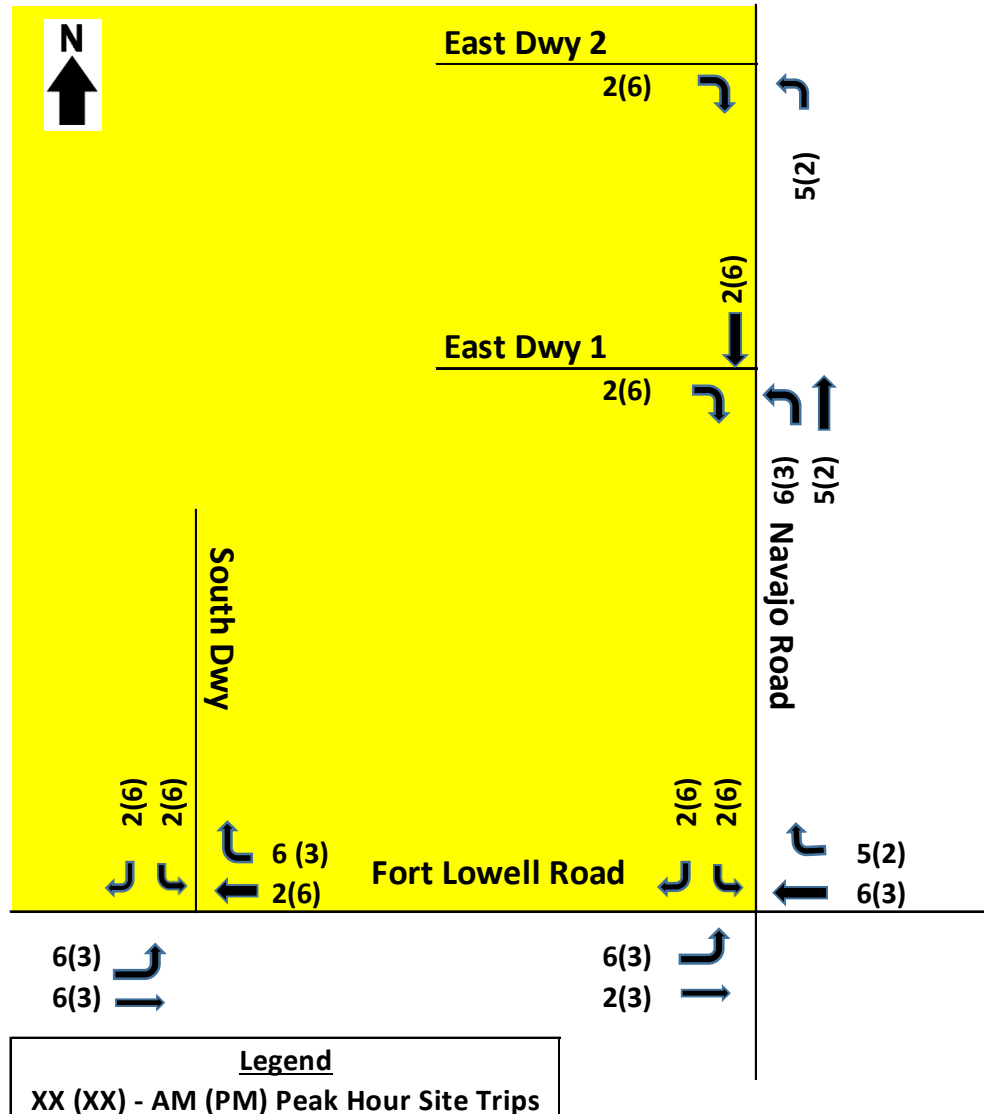 N
East Dwy 2
2(6)
5(2)
2(6)
East Dwy 1
2(6)
6(3)
5(2)
Navajo Road
South Dwy
2(6)
2(6)
2(6)
2(6)
6 (3)
2(6)
Fort Lowell Road
5(2)
6(3)
6(3)
6(3)
6(3)
2(3)
Legend
XX (XX) - AM (PM) Peak Hour Site Trips